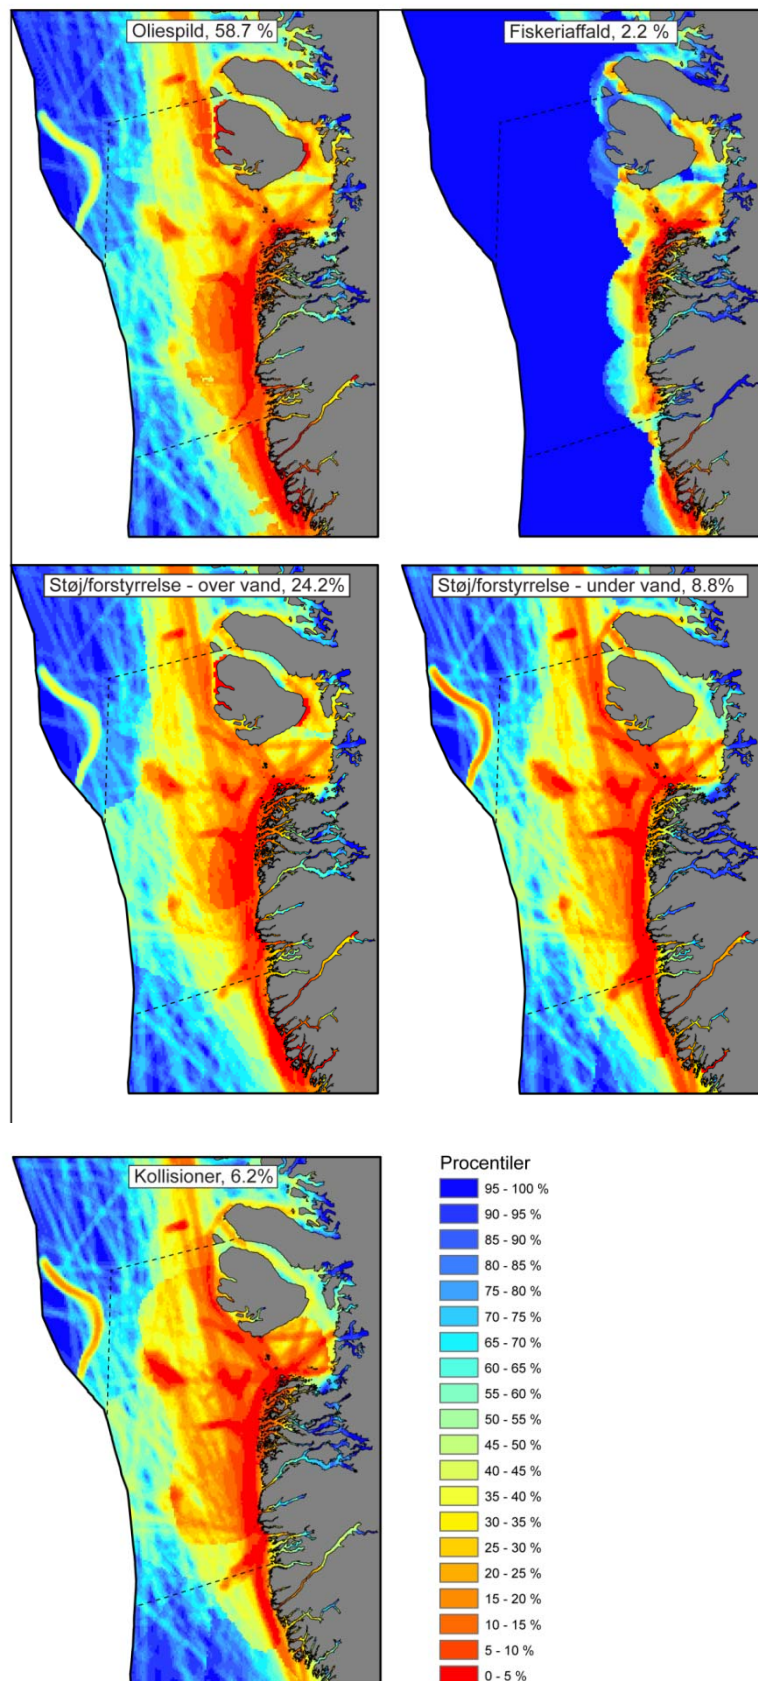 Oliespild, 58.7 %
Fiskeriaffald, 2.2 %
Støj/forstyrrelse - over vand, 24.2%
Støj/forstyrrelse - under vand, 8.8%
Kollisioner, 6.2%
Procentiler
95 - 100 %
90 - 95 %
85 - 90 %
80 - 85 %
75 - 80 %
70 - 75 %
65 - 70 %
60 - 65 %
55 - 60 %
50 - 55 %
45 - 50 %
40 - 45 %
35 - 40 %
30 - 35 %
25 - 30 %
20 - 25 %
15 - 20 %
10 - 15 %
5 - 10 %
0 - 5 %